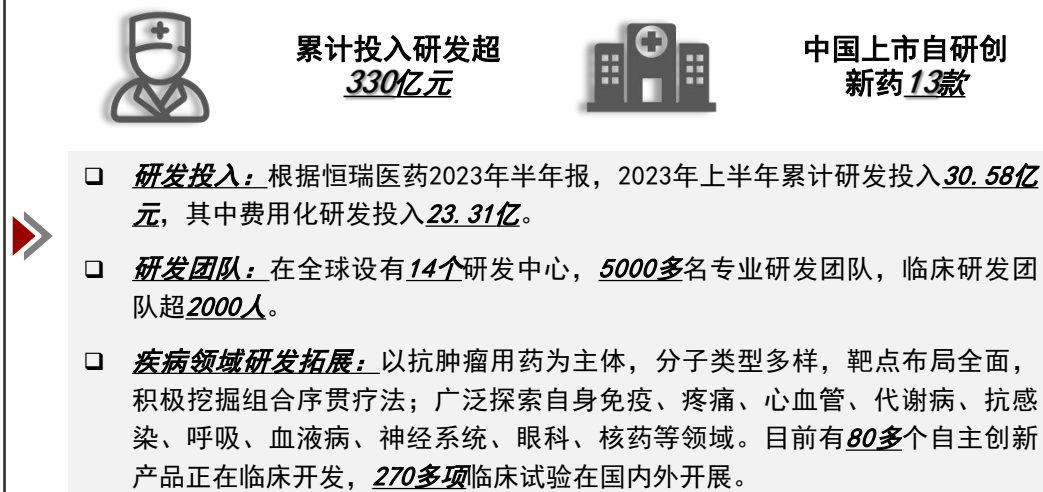 累计投入研发超
330亿元
中国上市自研创
新药13款
研发投入：根据恒瑞医药2023年半年报，2023年上半年累计研发投入30.58亿
元，其中费用化研发投入23.31亿。
研发团队：在全球设有14个研发中心，5000多名专业研发团队，临床研发团
队超2000人。
疾病领域研发拓展：以抗肿瘤用药为主体，分子类型多样，靶点布局全面，
积极挖掘组合序贯疗法；广泛探索自身免疫、疼痛、心血管、代谢病、抗感
染、呼吸、血液病、神经系统、眼科、核药等领域。目前有80多个自主创新
产品正在临床开发，270多项临床试验在国内外开展。